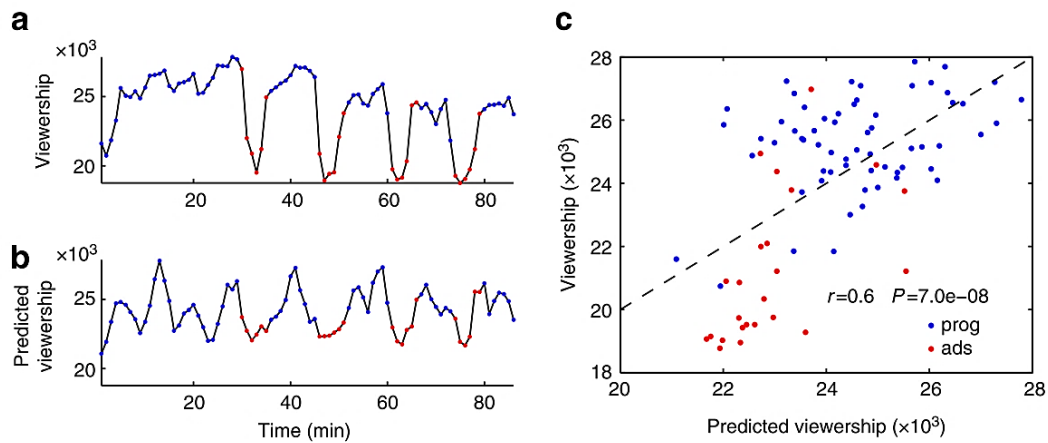 a
×10³
Viewership
25
20
20
40
60
80
b
×10³
Predicted
viewership
25
20
20
40
60
80
Time (min)
c
Viewership (×10³)
28
26
24
22
20
18
r=0.6 P=7.0e−08
prog
ads
20
22
24
26
28
Predicted viewership (×10³)